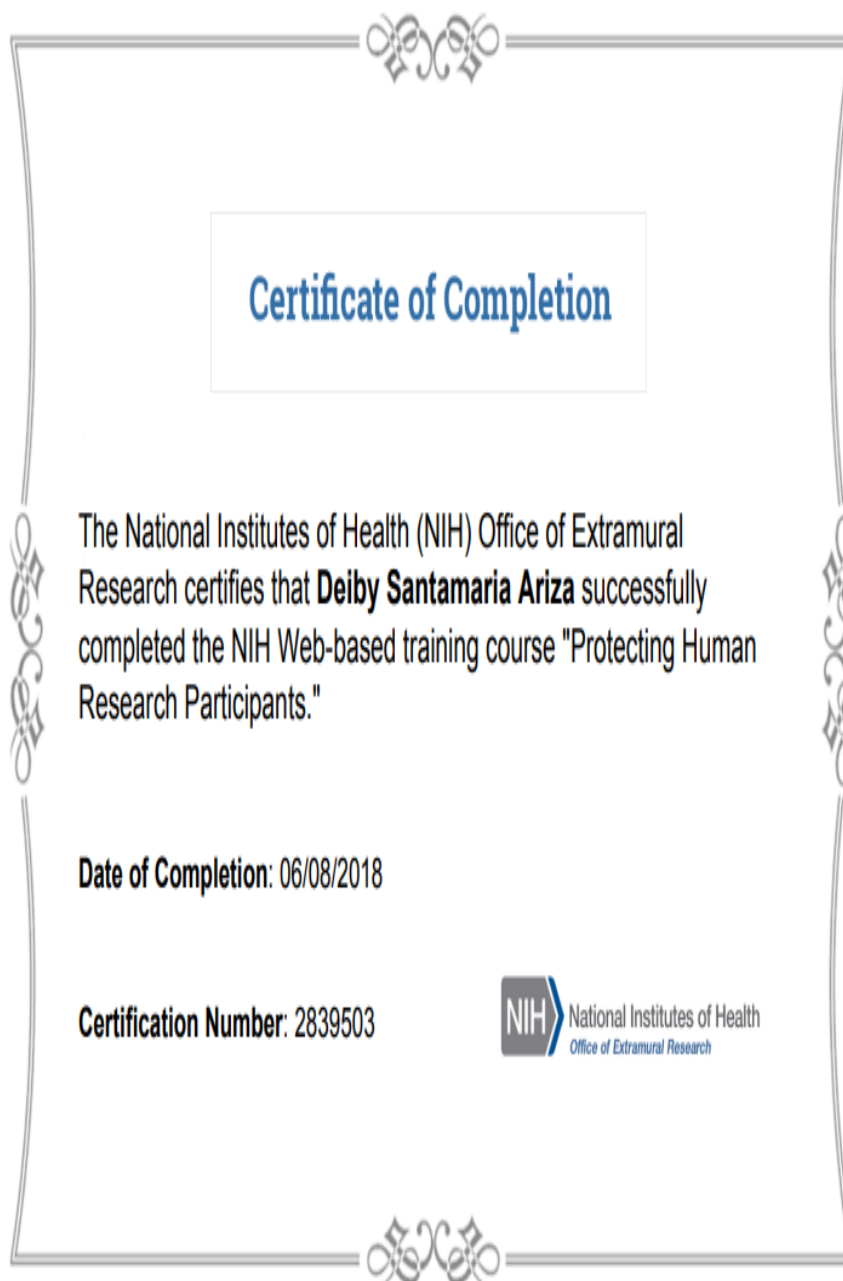 Certificate of Completion
The National Institutes of Health (NIH) Office of Extramural
Research certifies that Deiby Santamaria Ariza successfully
completed the NIH Web-based training course "Protecting Human
Research Participants."
Date of Completion: 06/08/2018
Certification Number: 2839503
NIH National Institutes of Health
Office of Extramural Research